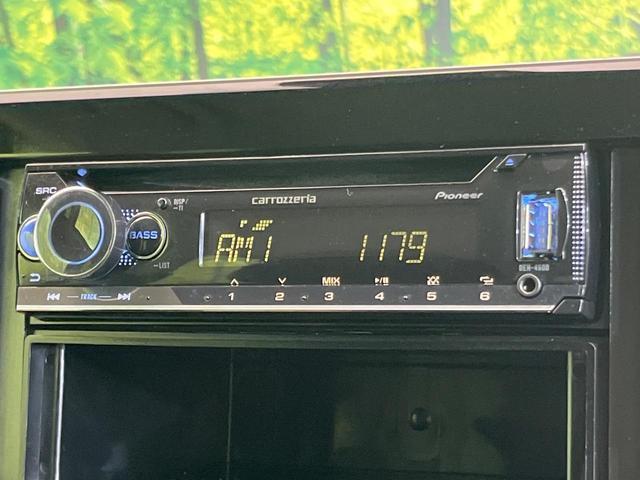 SRC
DISP/
BASS
LIST
carrozzeria
Pioneer
AM1 1179
DEH-4600
TRACK
MIX
1 2 3 4 5 6